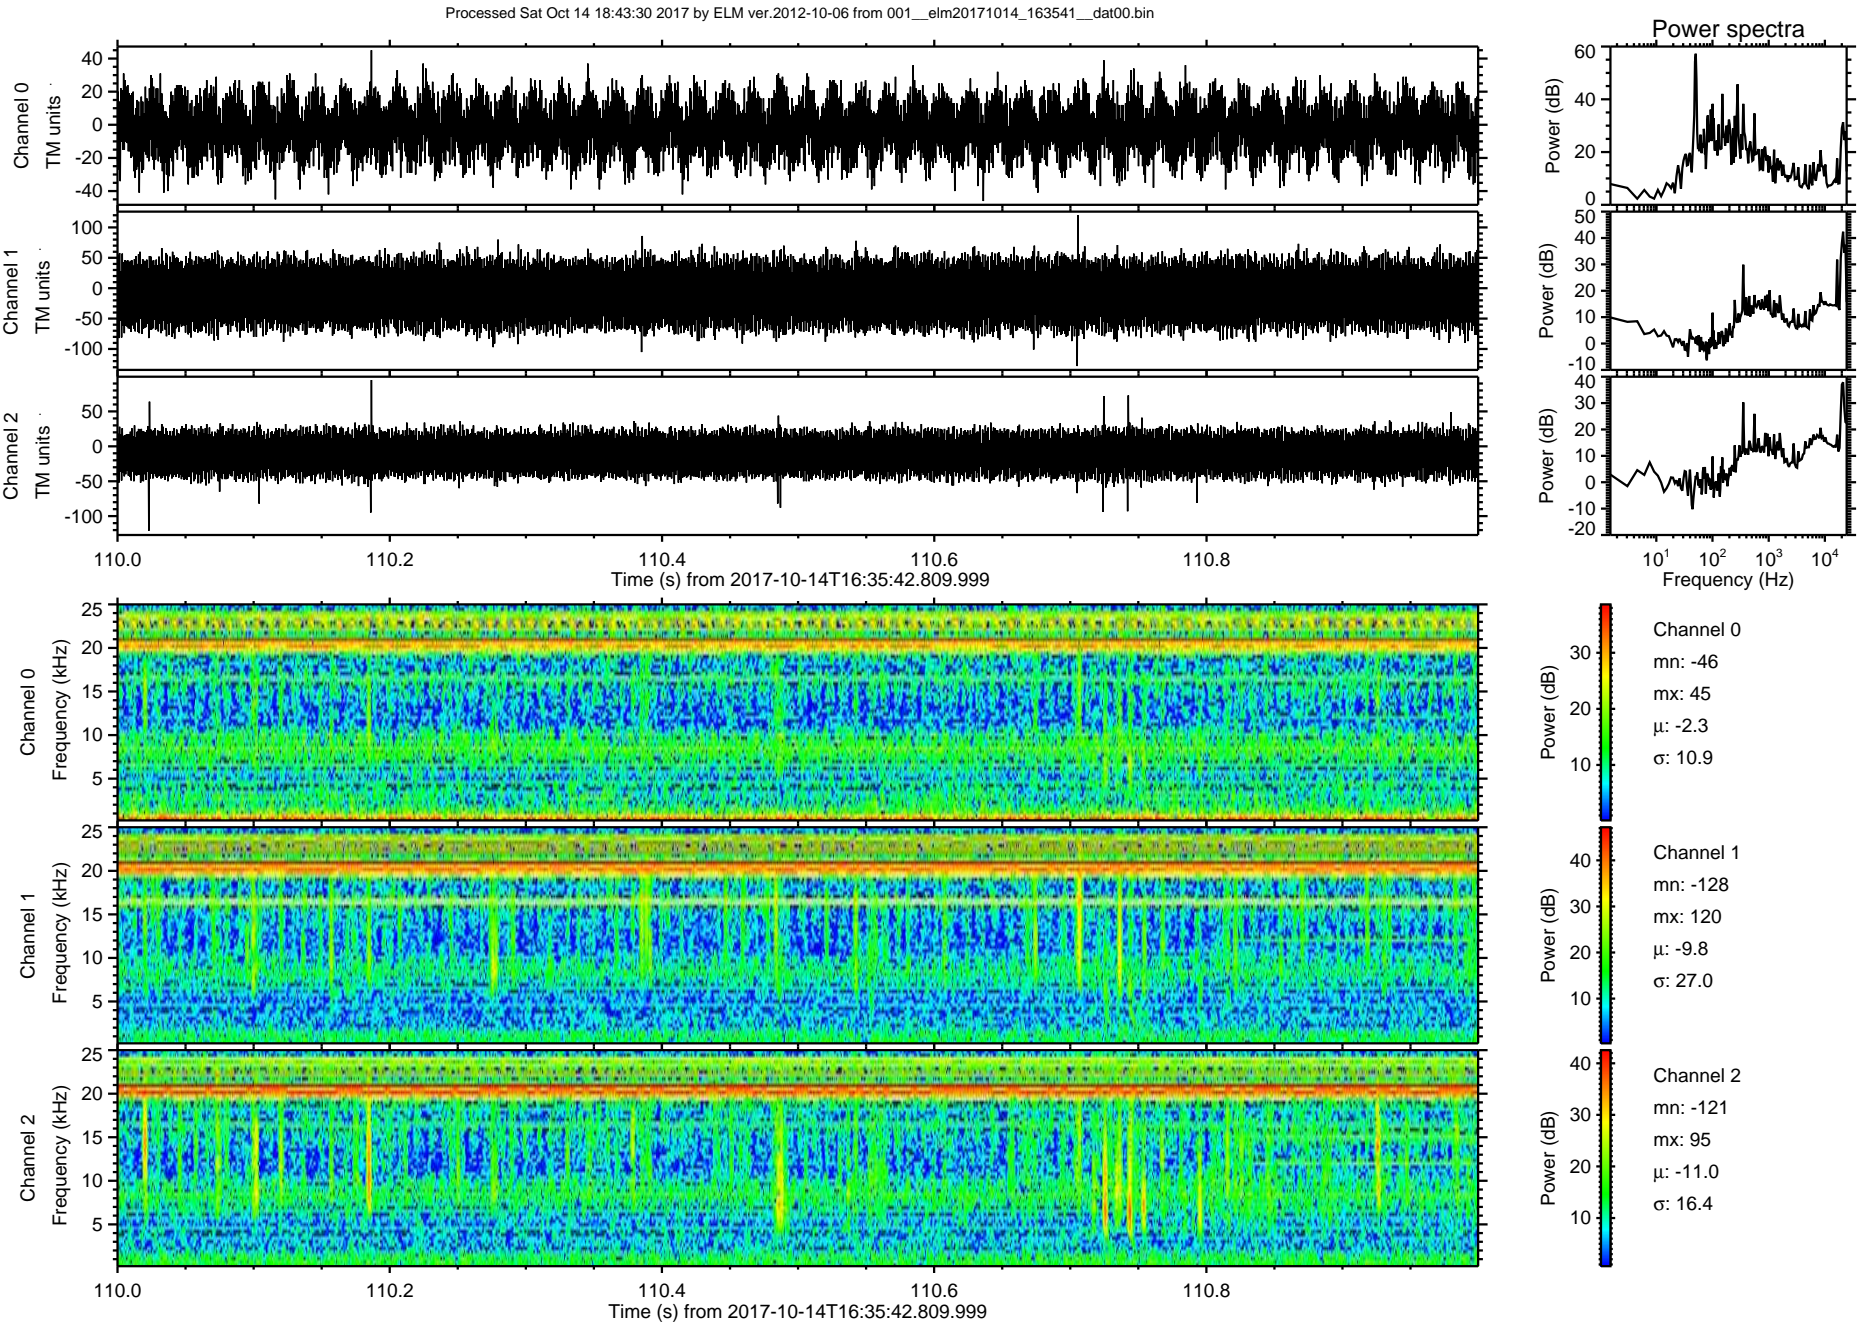 Processed Sat Oct 14 18:43:30 2017 by ELM ver.2012-10-06 from 001__elm20171014_163541__dat00.bin
Power spectra
Channel 0
TM units
40
20
0
-20
-40
Power (dB)
60
40
20
0
Channel 1
TM units
100
50
0
-50
-100
Power (dB)
50
40
30
20
10
0
-10
Channel 2
TM units
50
0
-50
-100
Power (dB)
40
30
20
10
0
-10
-20
110.0 110.2 110.4 110.6 110.8
Time (s) from 2017-10-14T16:35:42.809.999
10¹ 10² 10³ 10⁴
Frequency (Hz)
Channel 0
Frequency (kHz)
25
20
15
10
5
Power (dB)
30
20
10
Channel 0
mn: -46
mx: 45
μ: -2.3
σ: 10.9
Channel 1
Frequency (kHz)
25
20
15
10
5
Power (dB)
40
30
20
10
Channel 1
mn: -128
mx: 120
μ: -9.8
σ: 27.0
Channel 2
Frequency (kHz)
25
20
15
10
5
Power (dB)
40
30
20
10
Channel 2
mn: -121
mx: 95
μ: -11.0
σ: 16.4
110.0 110.2 110.4 110.6 110.8
Time (s) from 2017-10-14T16:35:42.809.999